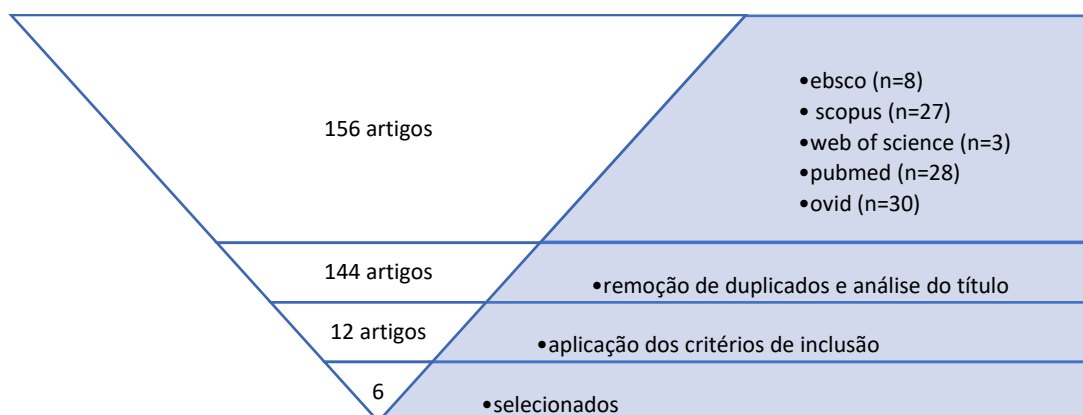 156 artigos
•ebsco (n=8)
• scopus (n=27)
•web of science (n=3)
•pubmed (n=28)
•ovid (n=30)
144 artigos
•remoção de duplicados e análise do título
12 artigos
•aplicação dos critérios de inclusão
6
•selecionados